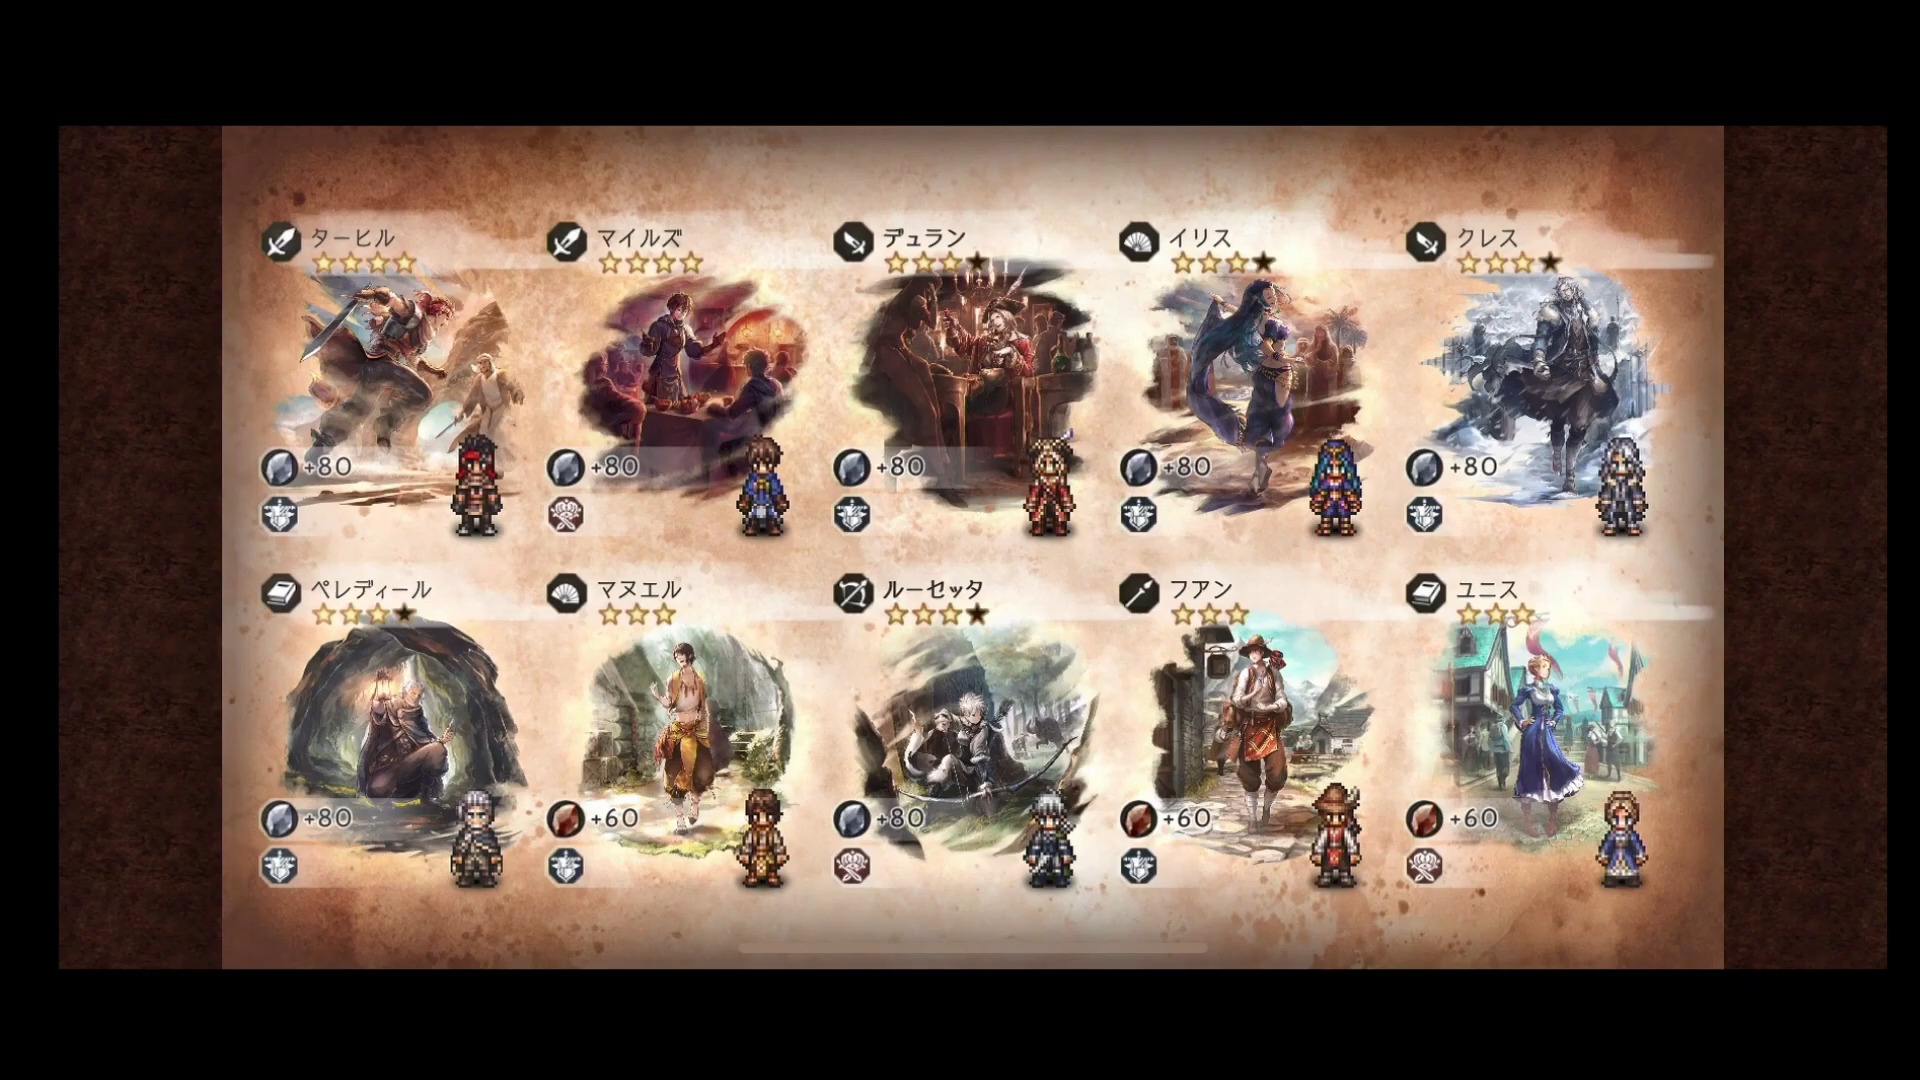 ターヒル
マイルズ
デュラン
イリス
クレス
+80
+80
+80
+80
+80
ペレディール
マヌエル
ルーセッタ
フアン
ユニス
+80
+60
+80
+60
+60